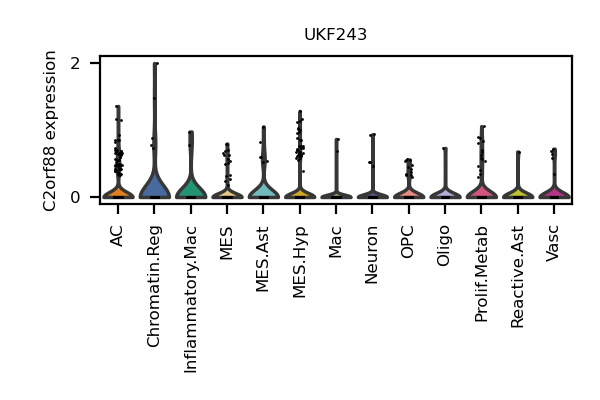 UKF243
C2orf88 expression
2
0
AC
Chromatin.Reg
Inflammatory.Mac
MES
MES.Ast
MES.Hyp
Mac
Neuron
OPC
Oligo
Prolif.Metab
Reactive.Ast
Vasc